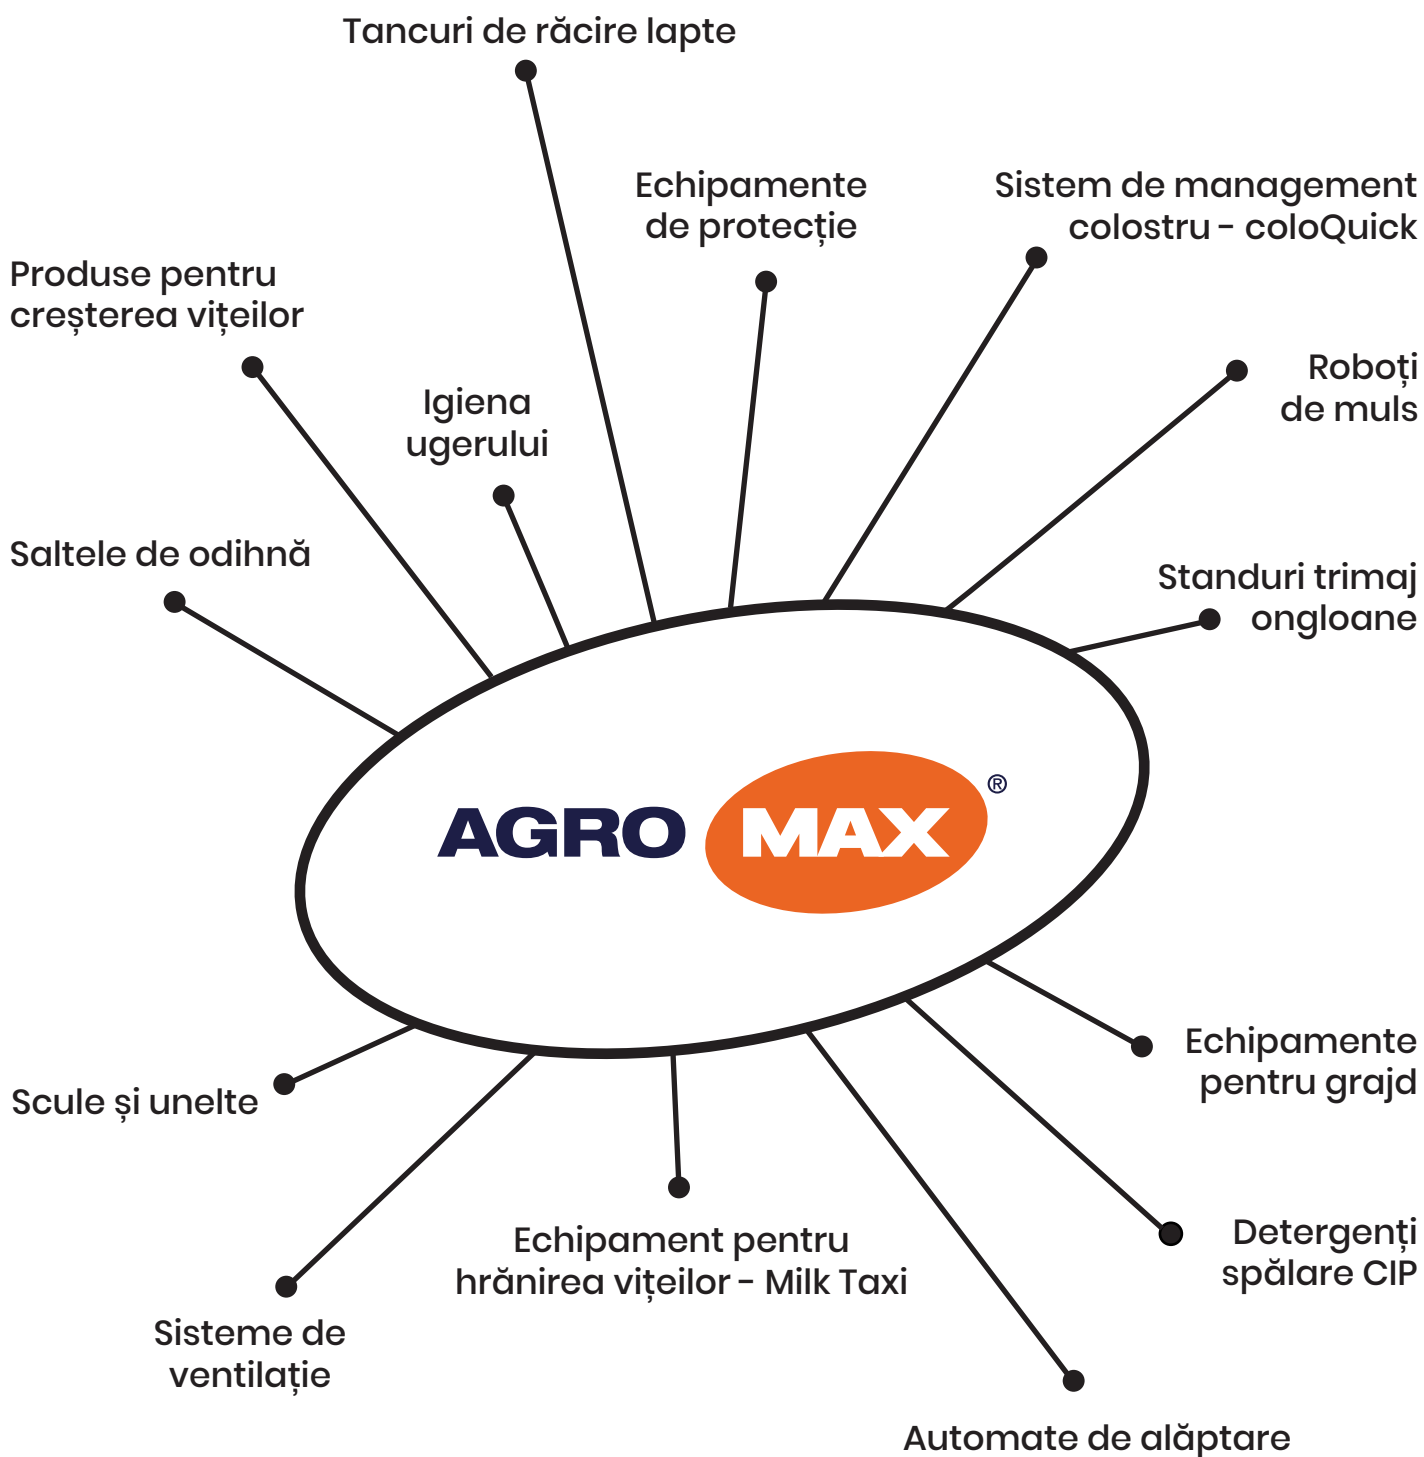 Tancuri de răcire lapte
Echipamente
de protecție
Sistem de management
colostru - coloQuick
Produse pentru
creșterea vițeilor
Roboți
de muls
Igiena
ugerului
Saltele de odihnă
Standuri trimaj
ongloane
AGRO MAX ®
Echipamente
pentru grajd
Scule și unelte
Echipament pentru
hrănirea vițeilor - Milk Taxi
Detergenți
spălare CIP
Sisteme de
ventilație
Automate de alăptare